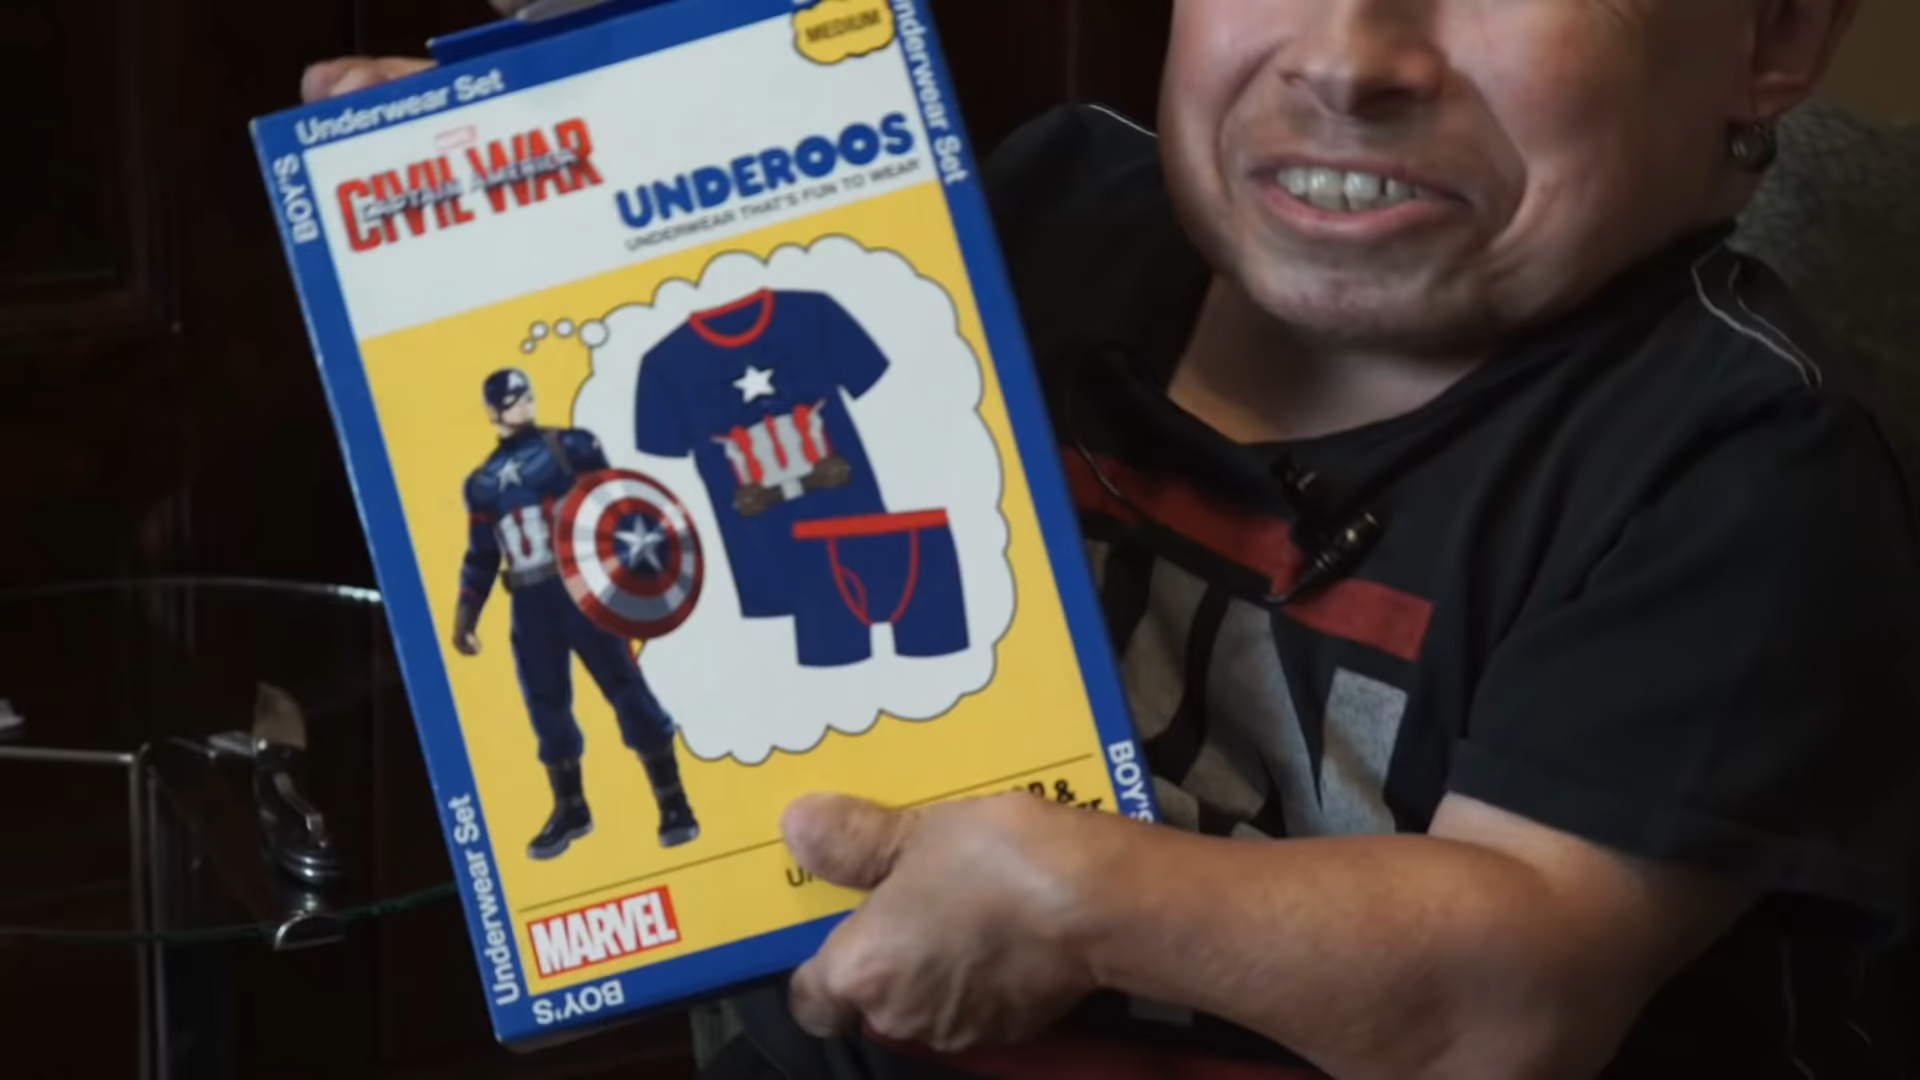 MEDIUM
Underwear Set
Underwear Set
BOY'S
MARVEL
CAPTAIN AMERICA
CIVIL WAR
UNDEROOS
UNDERWEAR THAT'S FUN TO WEAR
A
BOY'S
&
Underwear Set
MARVEL
BOY'S